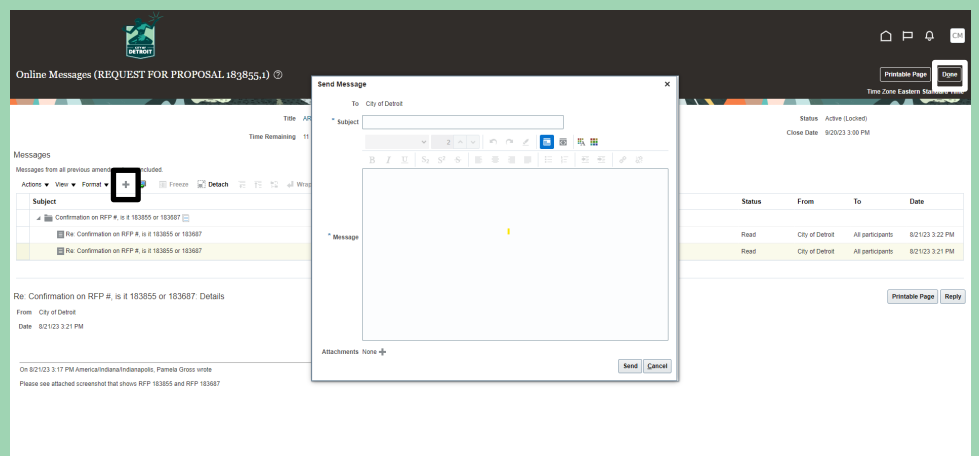 CITY OF
DETROIT
CM
Online Messages (REQUEST FOR PROPOSAL 183855,1)
Printable Page
Done
Time Zone Eastern Standard Time
Title AR
Status Active (Locked)
Time Remaining 11
Close Date 9/20/23 3:00 PM
Messages
Messages from all previous
included.
Actions View Format Freeze Detach Wrap
Subject Status From To Date
Confirmation on RFP #, is it 183855 or 183687
Re: Confirmation on RFP #, is it 183855 or 183687 Read City of Detroit All participants 8/21/23 3:22 PM
Re: Confirmation on RFP #, is it 183855 or 183687 Read City of Detroit All participants 8/21/23 3:21 PM
Re: Confirmation on RFP #, is it 183855 or 183687: Details
Printable Page Reply
From City of Detroit
Date 8/21/23 3:21 PM
On 8/21/23 3:17 PM America/Indiana/Indianapolis, Pamela Gross wrote
Please see attached screenshot that shows RFP 183855 and RFP 183687
Send Message
To City of Detroit
* Subject
2
B I U S₂ S² S
* Message
Attachments None
Send Cancel